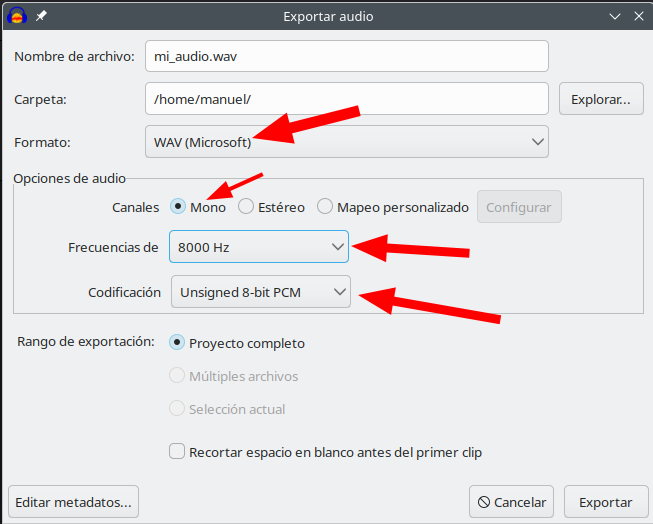 Exportar audio
Nombre de archivo: mi_audio.wav
Carpeta: /home/manuel/ Explorar...
Formato: WAV (Microsoft)
Opciones de audio
Canales Mono Estéreo Mapeo personalizado Configurar
Frecuencias de 8000 Hz
Codificación Unsigned 8-bit PCM
Rango de exportación: Proyecto completo
Múltiples archivos
Selección actual
Recortar espacio en blanco antes del primer clip
Editar metadatos... Cancelar Exportar